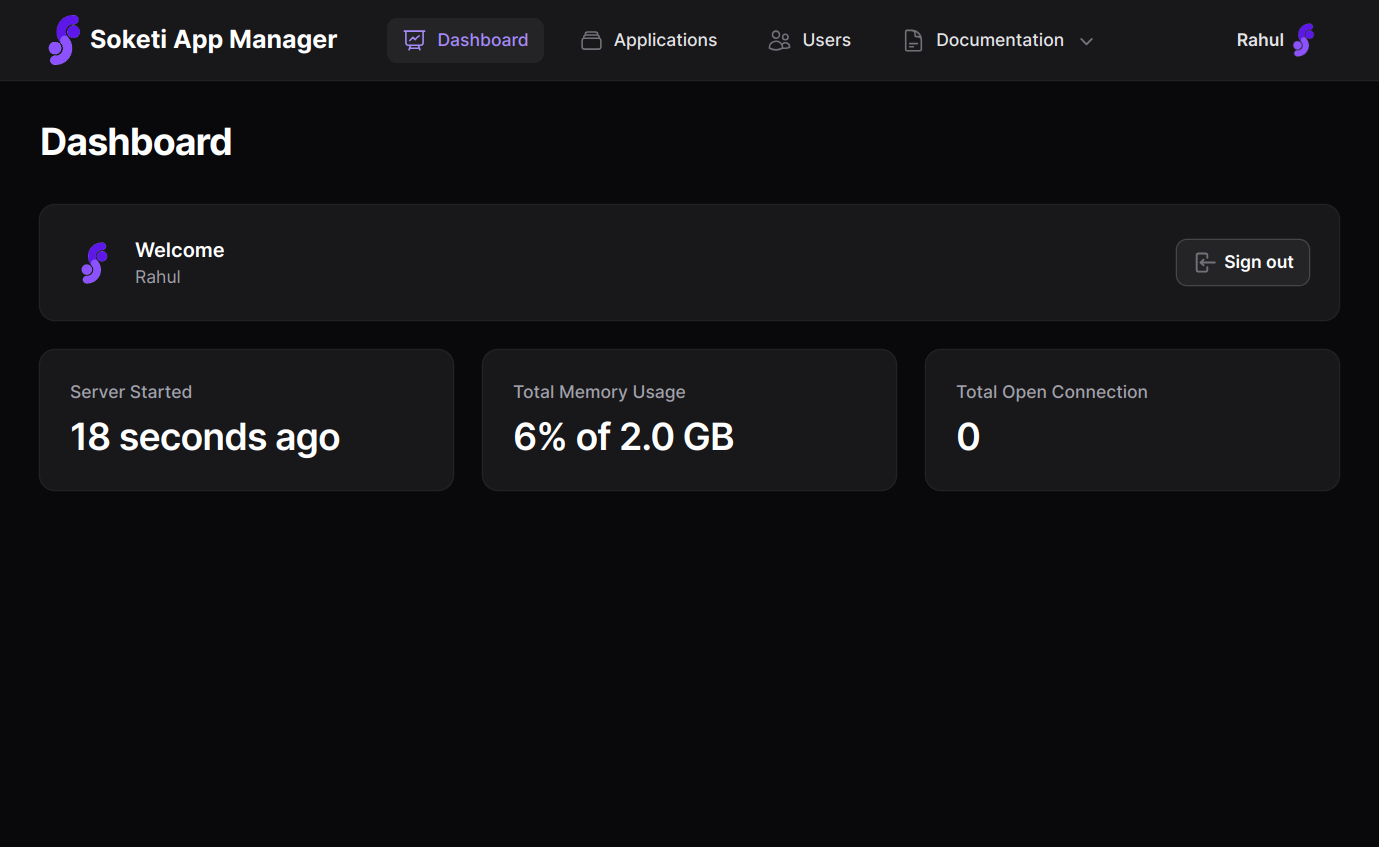 Soketi App Manager
Dashboard
Applications
Users
Documentation
Rahul
Dashboard
Welcome
Rahul
Sign out
Server Started
18 seconds ago
Total Memory Usage
6% of 2.0 GB
Total Open Connection
0